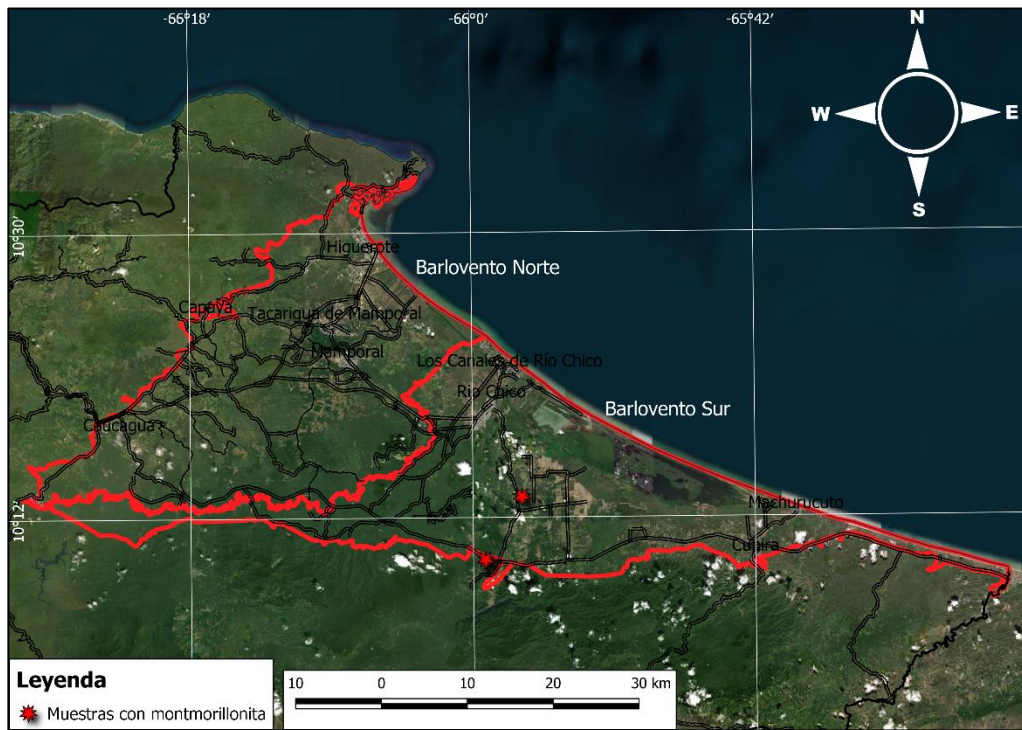 -66°18'
-66°0'
-65°42'
N
W
E
S
10°30'
Higuerote
Barlovento Norte
Capaya
Tacarigua de Mamporal
Mamporal
Los Canales de Río Chico
Río Chico
Barlovento Sur
Caucagua
10°12'
Machurucuto
Cupira
Leyenda
Muestras con montmorillonita
10 0 10 20 30 km